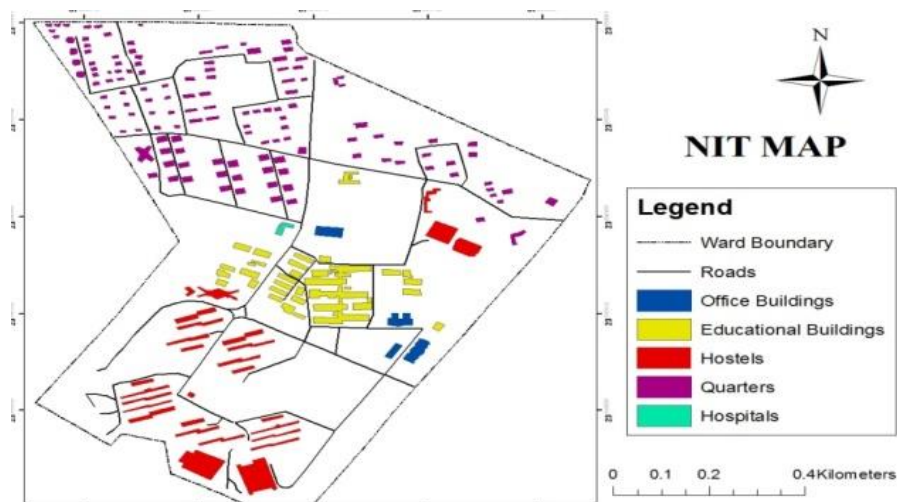 N
NIT MAP
Legend
Ward Boundary
Roads
Office Buildings
Educational Buildings
Hostels
Quarters
Hospitals
0 0.1 0.2 0.4Kilometers